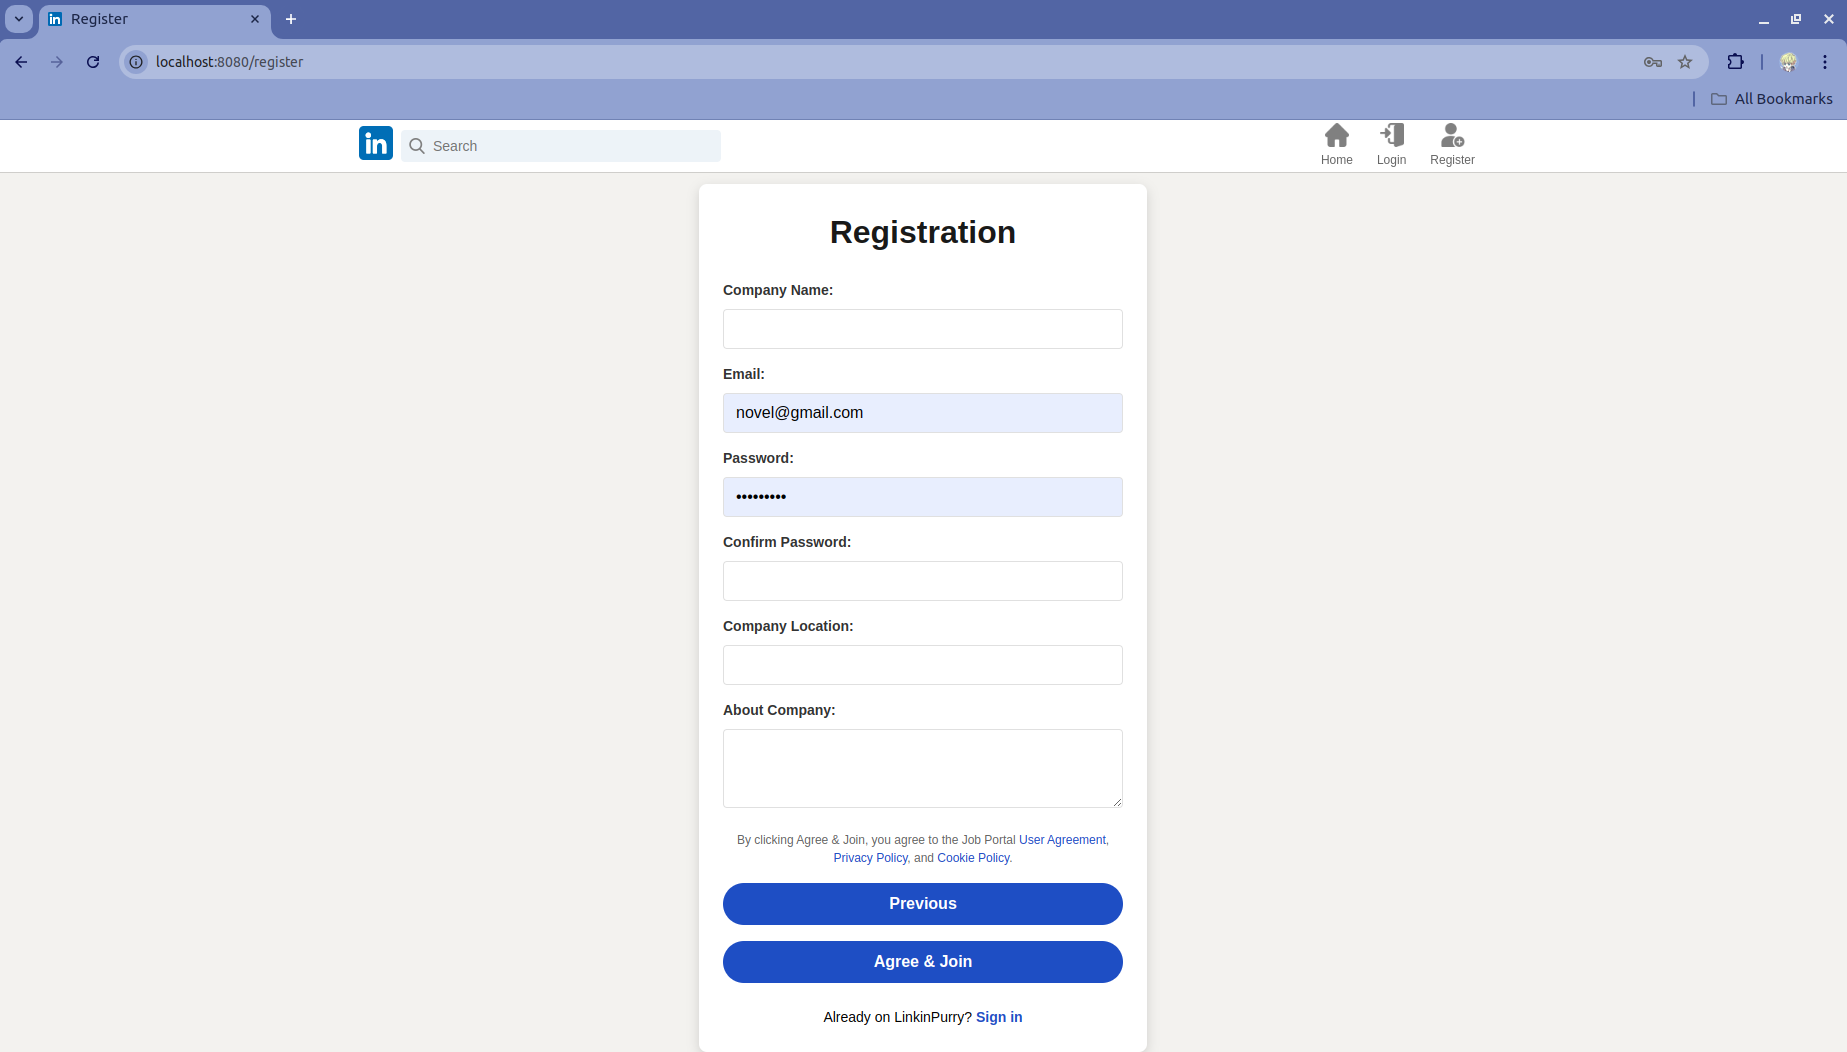 Register
localhost:8080/register
All Bookmarks
in
Search
Home
Login
Register
Registration
Company Name:
Email:
novel@gmail.com
Password:
•••••••••
Confirm Password:
Company Location:
About Company:
By clicking Agree & Join, you agree to the Job Portal User Agreement,
Privacy Policy, and Cookie Policy.
Previous
Agree & Join
Already on LinkinPurry? Sign in